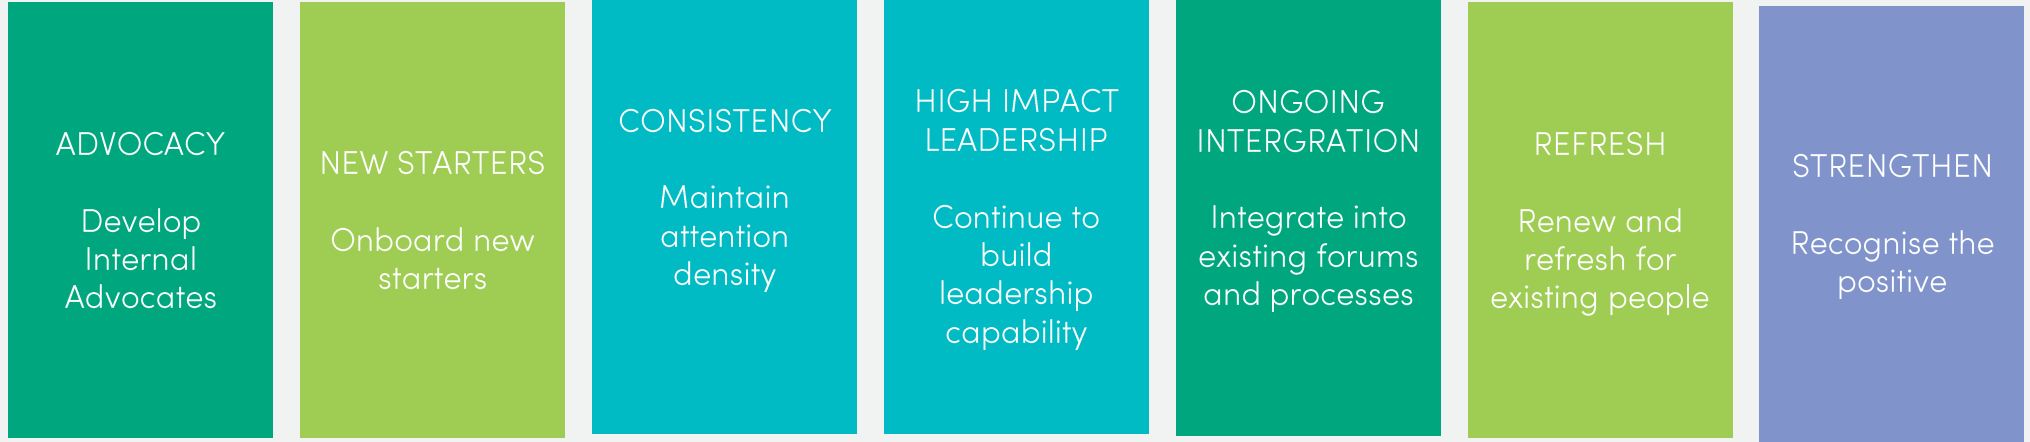 ADVOCACY
Develop
Internal
Advocates
NEW STARTERS
Onboard new
starters
CONSISTENCY
Maintain
attention
density
HIGH IMPACT
LEADERSHIP
Continue to
build
leadership
capability
ONGOING
INTERGRATION
Integrate into
existing forums
and processes
REFRESH
Renew and
refresh for
existing people
STRENGTHEN
Recognise the
positive